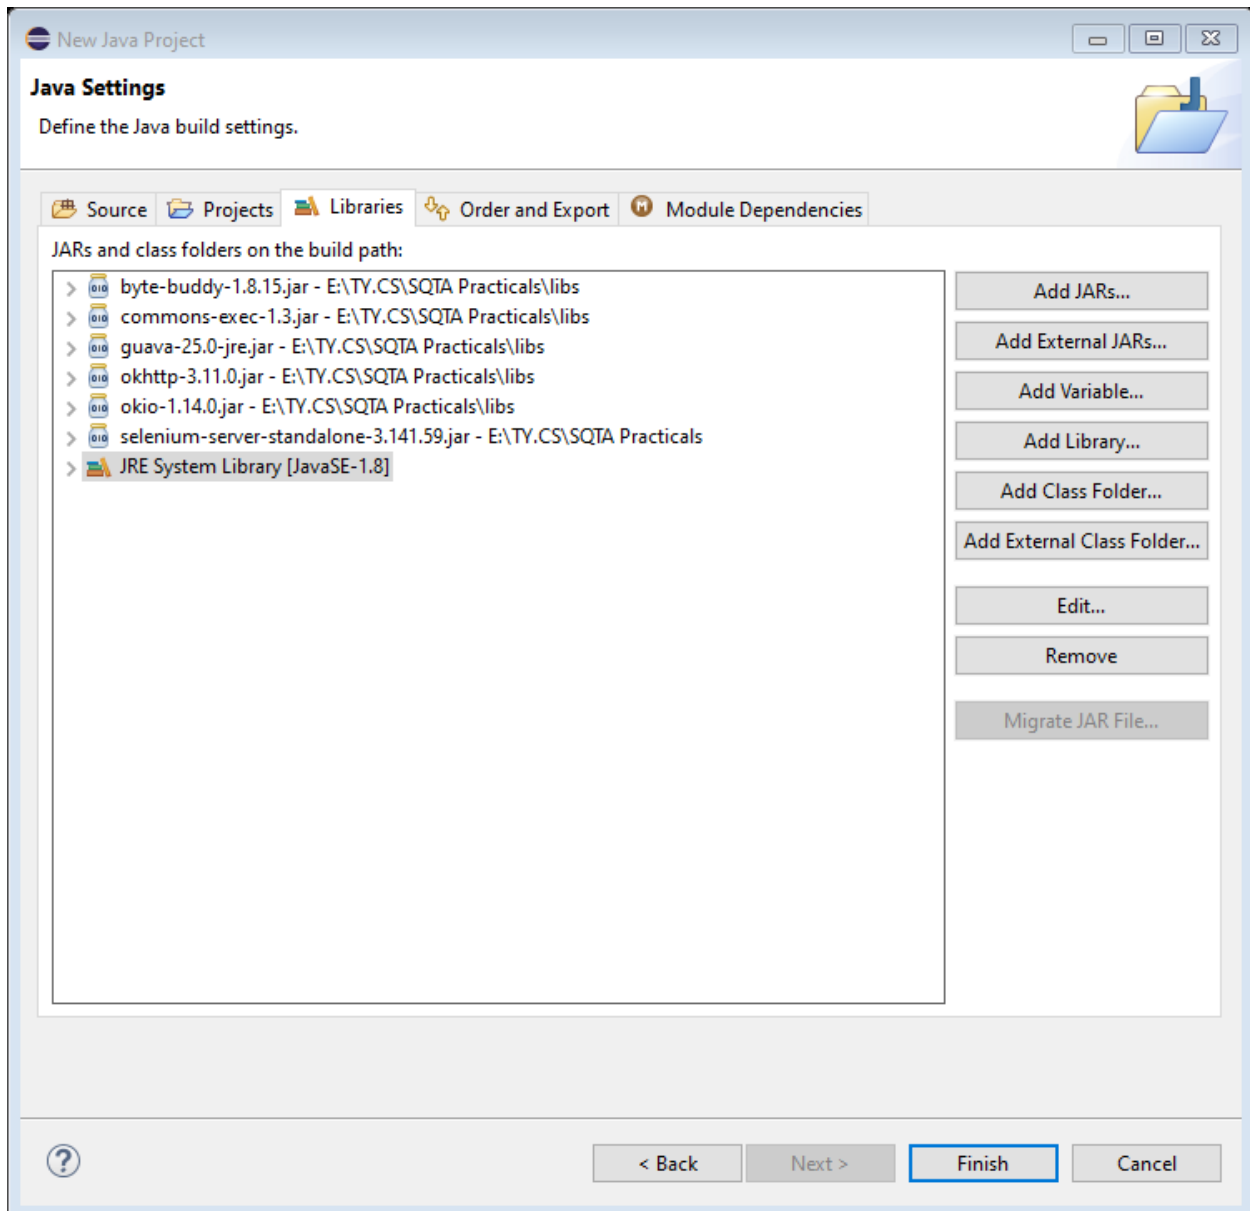 New Java Project
Java Settings
Define the Java build settings.
Source Projects Libraries Order and Export Module Dependencies
JARs and class folders on the build path:
byte-buddy-1.8.15.jar - E:\TY.CS\SQTA Practicals\libs
commons-exec-1.3.jar - E:\TY.CS\SQTA Practicals\libs
guava-25.0-jre.jar - E:\TY.CS\SQTA Practicals\libs
okhttp-3.11.0.jar - E:\TY.CS\SQTA Practicals\libs
okio-1.14.0.jar - E:\TY.CS\SQTA Practicals\libs
selenium-server-standalone-3.141.59.jar - E:\TY.CS\SQTA Practicals
JRE System Library [JavaSE-1.8]
Add JARs...
Add External JARs...
Add Variable...
Add Library...
Add Class Folder...
Add External Class Folder...
Edit...
Remove
Migrate JAR File...
? < Back Next > Finish Cancel